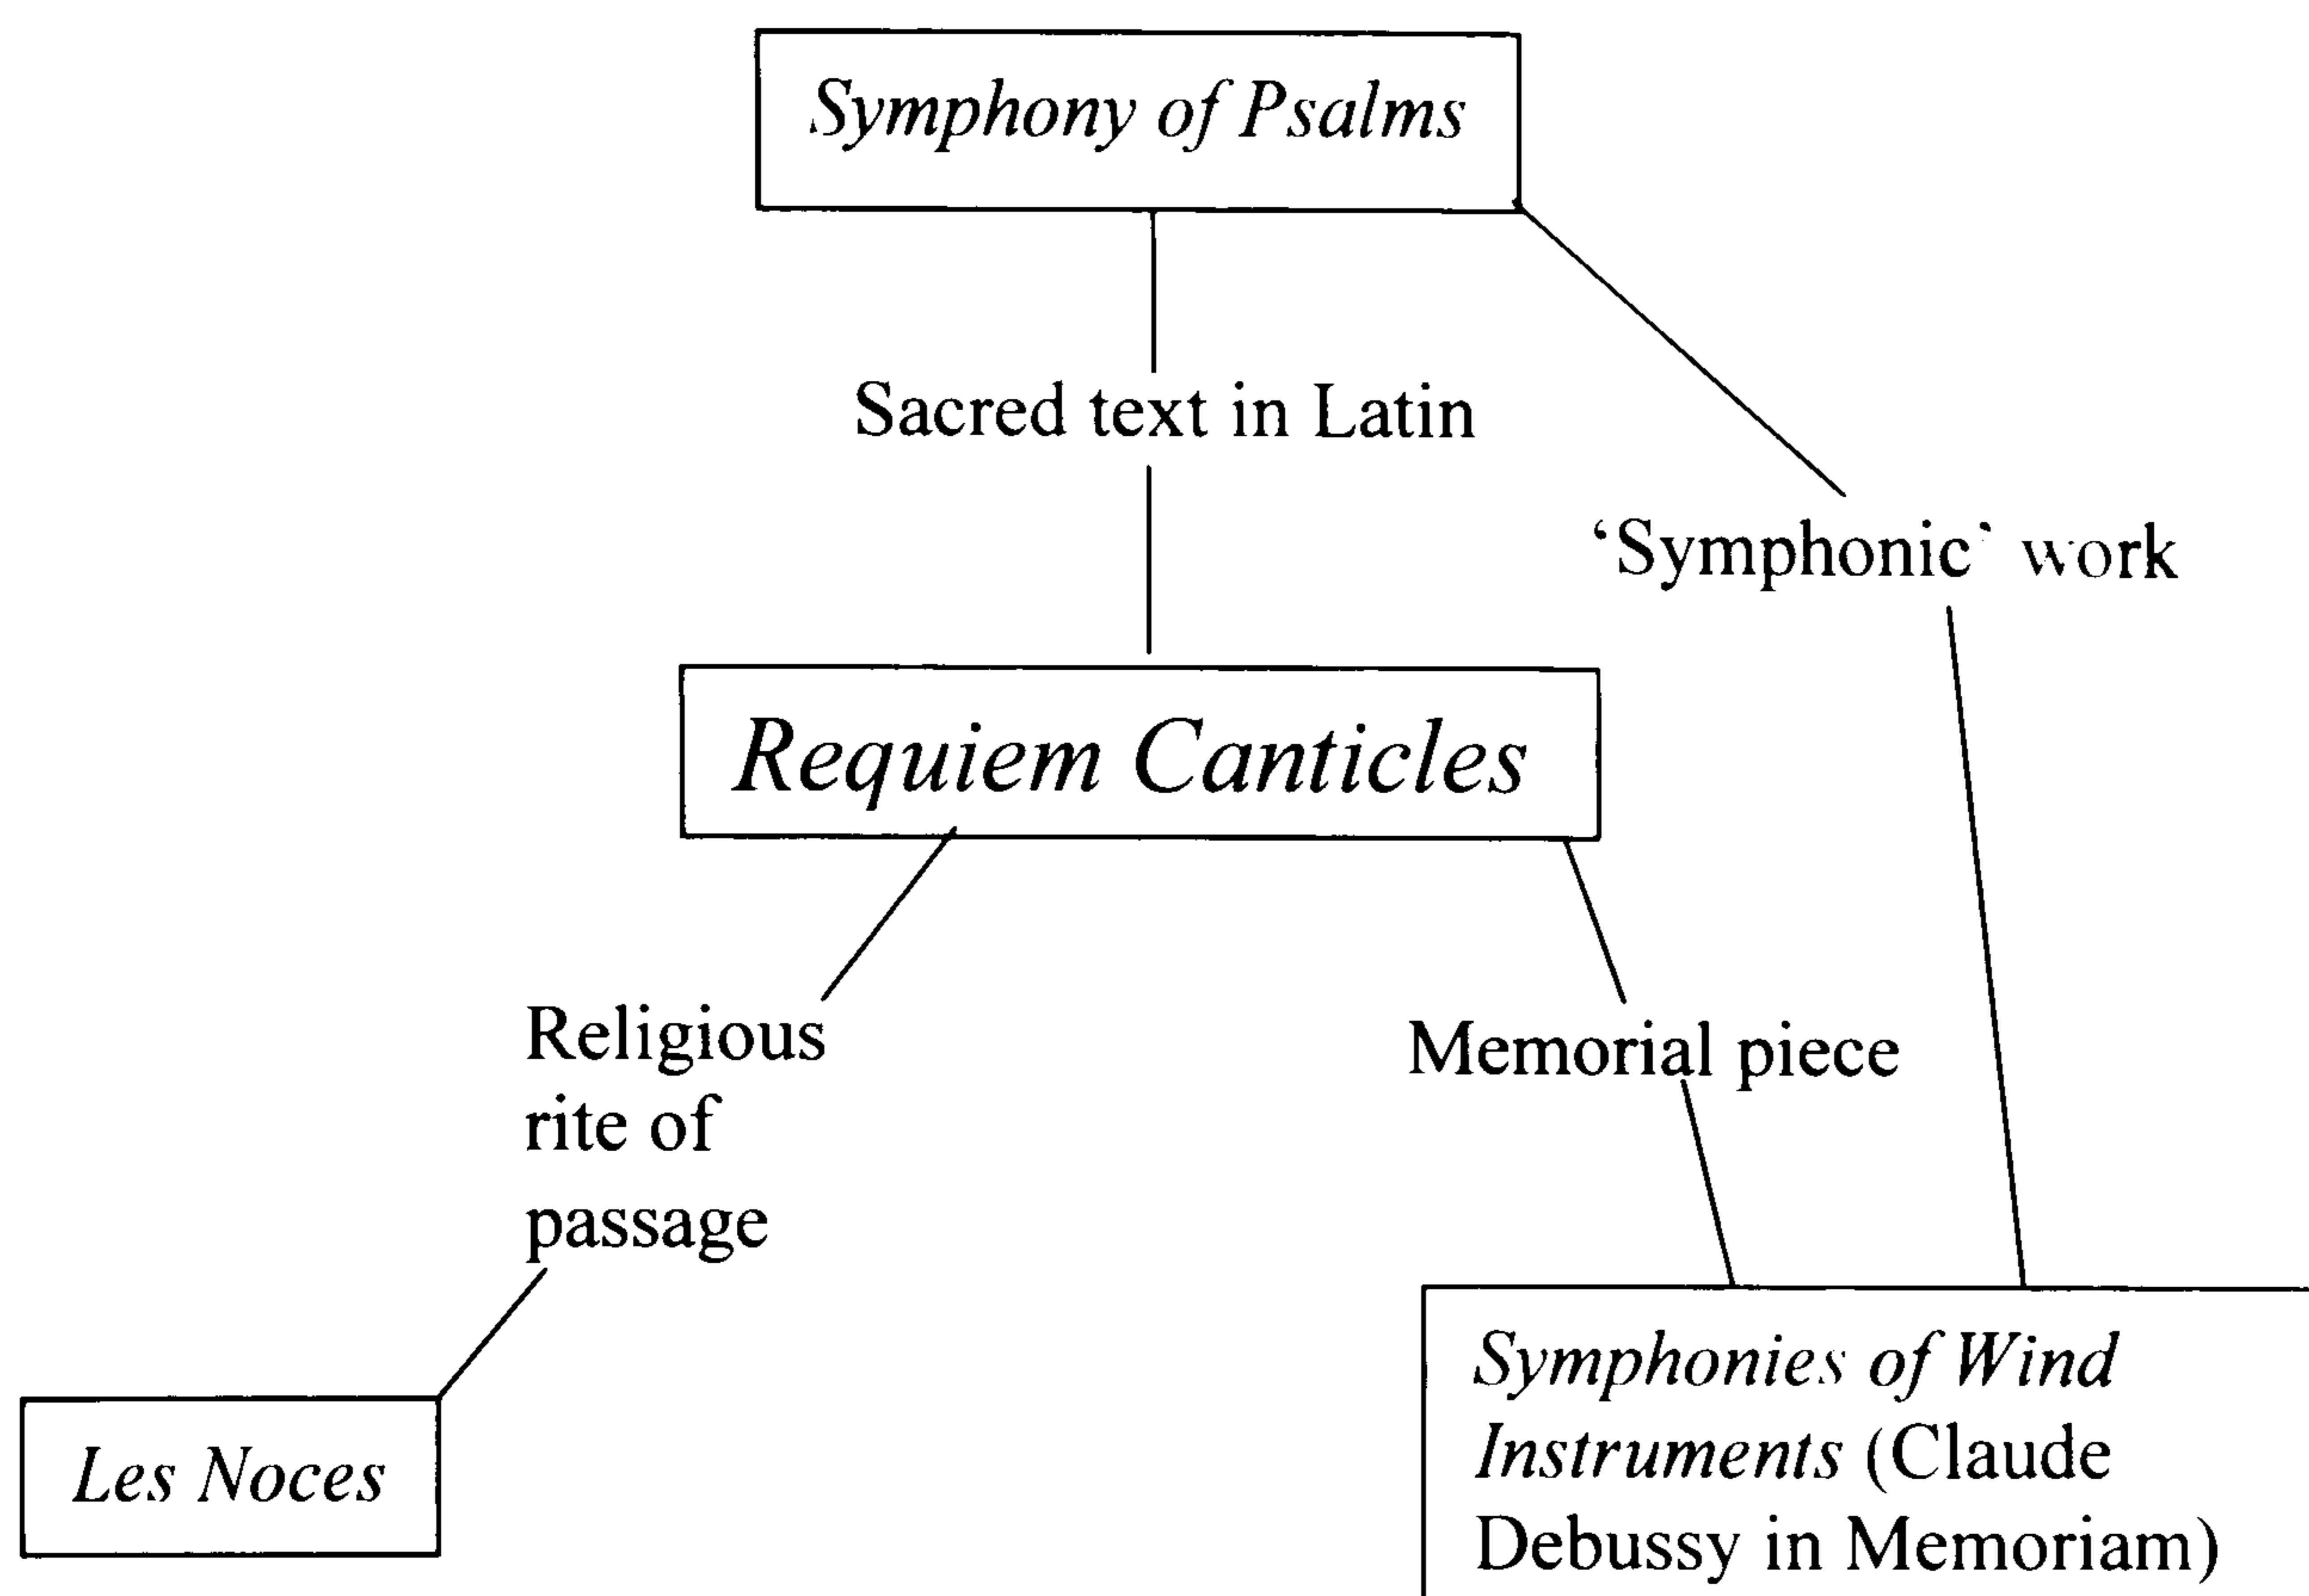 Symphony of Psalms
Sacred text in Latin
‘Symphonic’ work
Requiem Canticles
Religious
rite of
passage
Memorial piece
Les Noces
Symphonies of Wind
Instruments (Claude
Debussy in Memoriam)